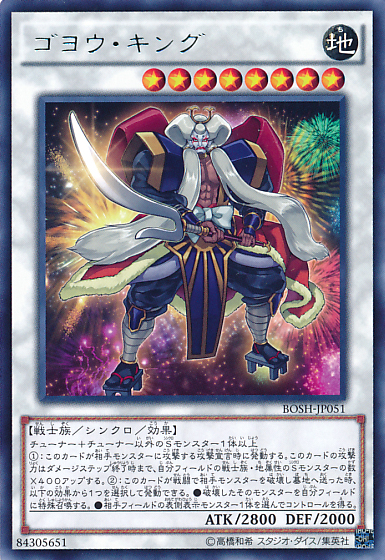 ゴヨウ・キング
地
BOSH-JP051
【戦士族/シンクロ/効果】
チューナー+チューナー以外のSモンスター1体以上
①:このカードが相手モンスターに攻撃する攻撃宣言時に発動する。このカードの攻撃
力はダメージステップ終了時まで、自分フィールドの戦士族・地属性のSモンスターの数
×400アップする。②:このカードが戦闘で相手モンスターを破壊し墓地へ送った時、
以下の効果から1つを選択して発動できる。●破壊したそのモンスターを自分フィールド
に特殊召喚する。●相手フィールドの表側表示モンスター1体を選んでコントロールを得る。
ATK/2800 DEF/2000
84305651
©高橋和希 スタジオ・ダイス/集英社